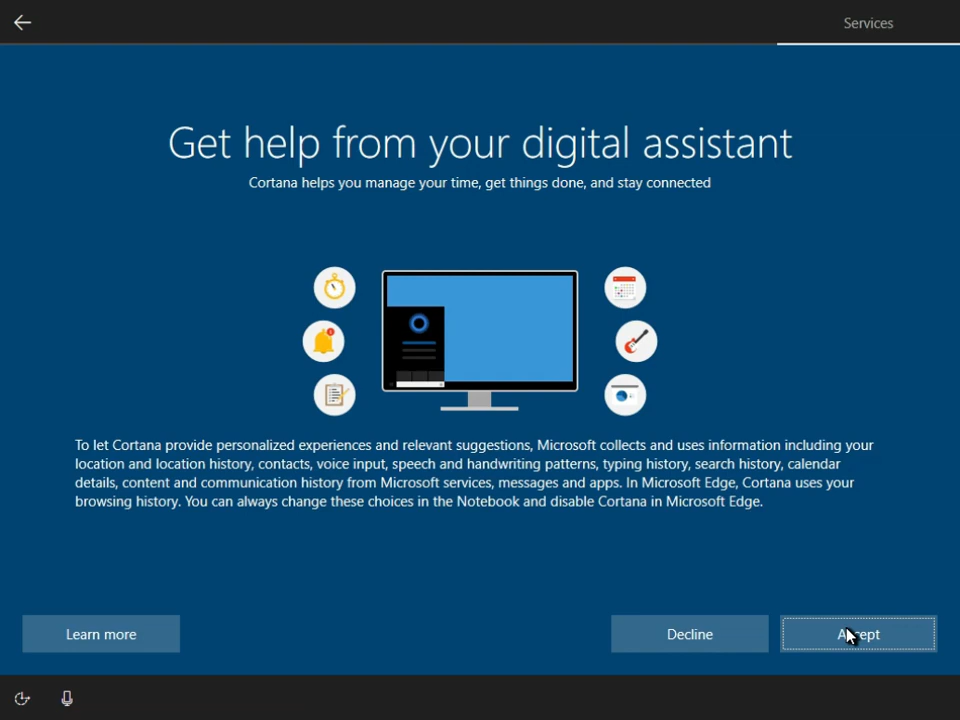 Services
Get help from your digital assistant
Cortana helps you manage your time, get things done, and stay connected
To let Cortana provide personalized experiences and relevant suggestions, Microsoft collects and uses information including your
location and location history, contacts, voice input, speech and handwriting patterns, typing history, search history, calendar
details, content and communication history from Microsoft services, messages and apps. In Microsoft Edge, Cortana uses your
browsing history. You can always change these choices in the Notebook and disable Cortana in Microsoft Edge.
Learn more
Decline
Accept